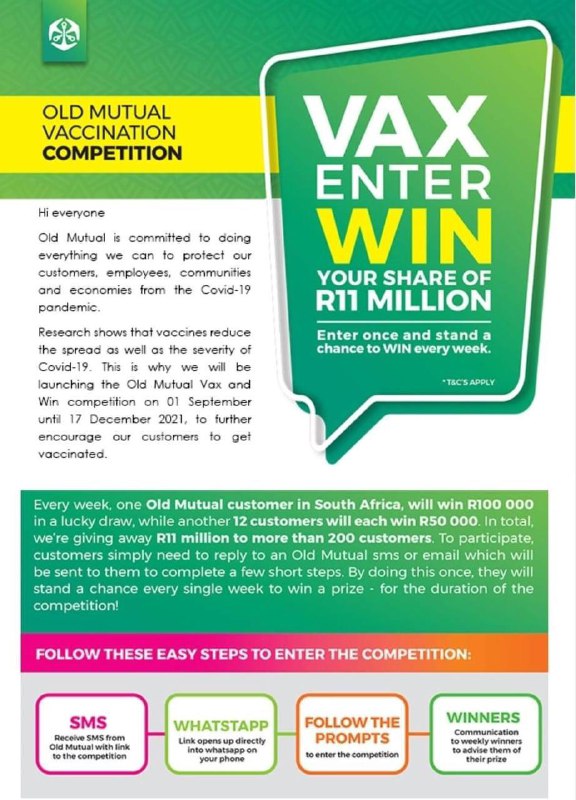 OLD MUTUAL
VACCINATION
COMPETITION
VAX
ENTER
WIN
YOUR SHARE OF
R11 MILLION
Enter once and stand a
chance to WIN every week.
*T&C'S APPLY
Hi everyone
Old Mutual is committed to doing
everything we can to protect our
customers, employees, communities
and economies from the Covid-19
pandemic.
Research shows that vaccines reduce
the spread as well as the severity of
Covid-19. This is why we will be
launching the Old Mutual Vax and
Win competition on 01 September
until 17 December 2021, to further
encourage our customers to get
vaccinated.
Every week, one Old Mutual customer in South Africa, will win R100 000
in a lucky draw, while another 12 customers will each win R50 000. In total,
we're giving away R11 million to more than 200 customers. To participate,
customers simply need to reply to an Old Mutual sms or email which will
be sent to them to complete a few short steps. By doing this once, they will
stand a chance every single week to win a prize - for the duration of the
competition!
FOLLOW THESE EASY STEPS TO ENTER THE COMPETITION:
SMS
Receive SMS from
Old Mutual with link
to the competition
WHATSTAPP
Link opens up directly
into whatsapp on
your phone
FOLLOW THE
PROMPTS
to enter the competition
WINNERS
Communication
to weekly winners
to advise them of
their prize